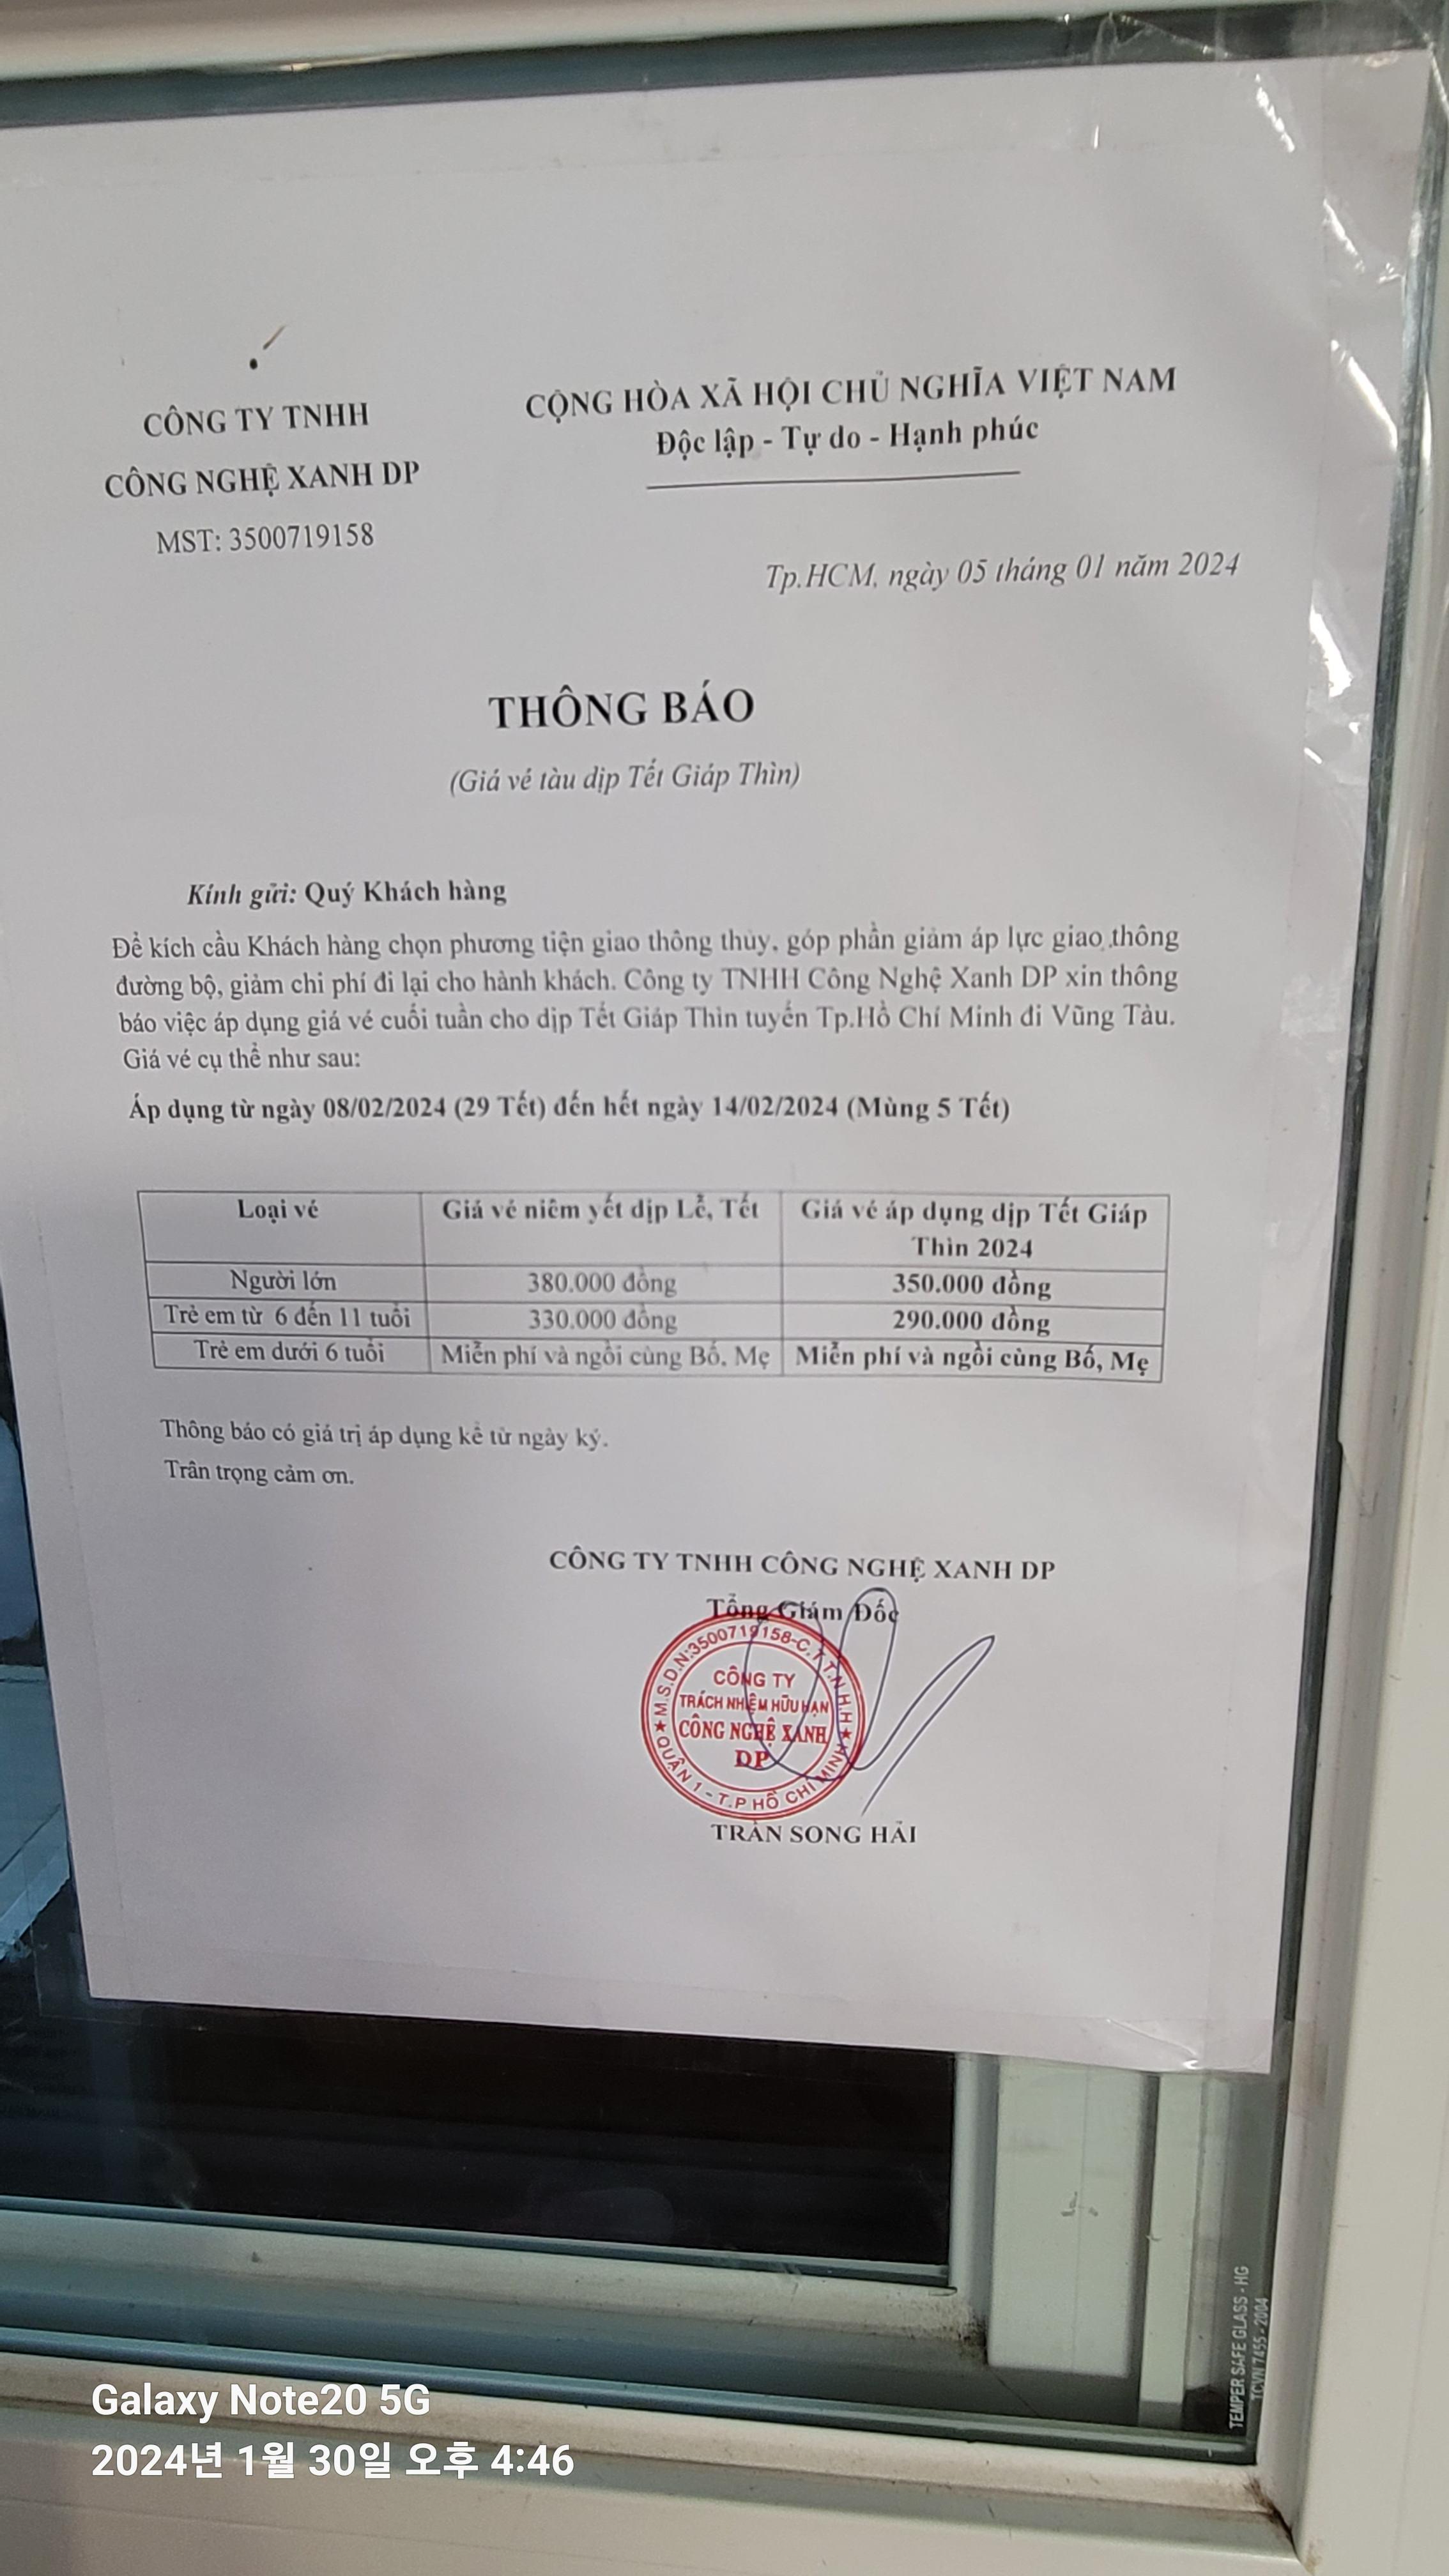 CÔNG TY TNHH
CÔNG NGHỆ XANH DP
MST: 3500719158
CỘNG HÒA XÃ HỘI CHỦ NGHĨA VIỆT NAM
Độc lập - Tự do - Hạnh phúc
Tp.HCM, ngày 05 tháng 01 năm 2024
THÔNG BÁO
(Giá vé tàu dịp Tết Giáp Thìn)
Kính gửi: Quý Khách hàng
Để kích cầu Khách hàng chọn phương tiện giao thông thủy, góp phần giảm áp lực giao thông
đường bộ, giảm chi phí đi lại cho hành khách. Công ty TNHH Công Nghệ Xanh DP xin thông
báo việc áp dụng giá vé cuối tuần cho dịp Tết Giáp Thìn tuyến Tp.Hồ Chí Minh đi Vũng Tàu.
Giá vé cụ thể như sau:
Áp dụng từ ngày 08/02/2024 (29 Tết) đến hết ngày 14/02/2024 (Mùng 5 Tết)
Loại vé Giá vé niêm yết dịp Lễ, Tết Giá vé áp dụng dịp Tết Giáp
Thìn 2024
Người lớn 380.000 đồng 350.000 đồng
Trẻ em từ 6 đến 11 tuổi 330.000 đồng 290.000 đồng
Trẻ em dưới 6 tuổi Miễn phí và ngồi cùng Bố, Mẹ Miễn phí và ngồi cùng Bố, Mẹ
Thông báo có giá trị áp dụng kể từ ngày ký.
Trân trọng cảm ơn.
CÔNG TY TNHH CÔNG NGHỆ XANH DP
Tổng Giám Đốc
M.S.D.N:3500719158-C.T.T.N.H.H
CÔNG TY
TRÁCH NHIỆM HỮU HẠN
CÔNG NGHỆ XANH
DP
QUẬN 1 - T.P HỒ CHÍ MINH
TRẦN SONG HẢI
TEMPER SAFE GLASS - HG
TCVN 7455 - 2004
Galaxy Note20 5G
2024년 1월 30일 오후 4:46